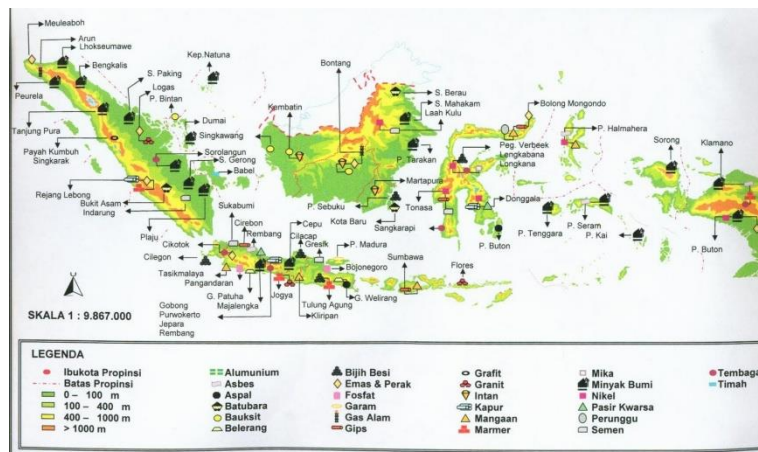 Meuleaboh
Arun
Lhokseumawe
Bengkalis
Peurela
Tanjung Pura
Payah Kumbuh
Singkarak
Rejang Lebong
Bukit Asam
Indarung
Plaju
S. Paking
Logas
P. Bintan
Dumai
Sorolangun
S. Gerong
Babel
Kep.Natuna
Singkawang
Kembatin
Bontang
S. Berau
S. Mahakam
Laah Kulu
P. Tarakan
Martapura
P. Sebuku
Kota Baru
Sangkarapi
Tonasa
Bolong Mongondo
Peg. Verbeek
Lengkabana
Longkana
Donggala
P. Buton
P. Halmahera
Sorong
Klamano
P. Tenggara
P. Seram
P. Kai
P. Buton
Sukabumi
Cirebon
Rembang
Cikotok
Cilegon
Tasikmalaya
Pangandaran
G. Patuha
Majalengka
Gobong
Purwokerto
Jepara
Rembang
Jogya
Cepu
Cilacap
Gresik
P. Madura
Bojonegoro
Tulung Agung
Kliripan
G. Welirang
Sumbawa
Flores
SKALA 1 : 9.867.000
LEGENDA
Ibukota Propinsi
Batas Propinsi
0 – 100 m
100 – 400 m
400 – 1000 m
> 1000 m
Alumunium
Asbes
Aspal
Batubara
Bauksit
Belerang
Bijih Besi
Emas & Perak
Fosfat
Garam
Gas Alam
Gips
Grafit
Granit
Intan
Kapur
Mangaan
Marmer
Mika
Minyak Bumi
Nikel
Pasir Kwarsa
Perunggu
Semen
Tembaga
Timah